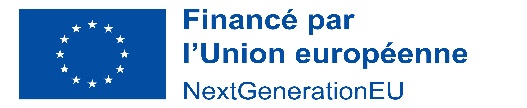 Financé par
l’Union européenne
NextGenerationEU